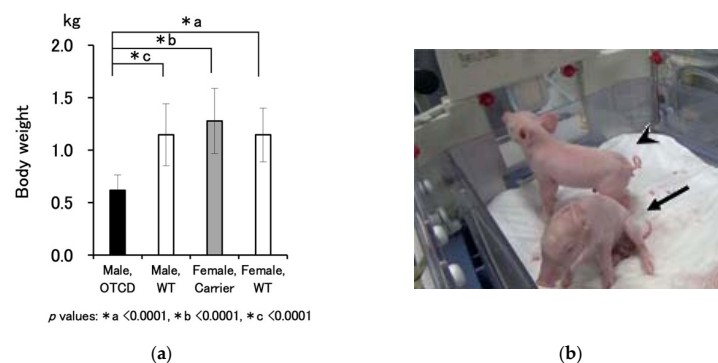 kg
2.0
1.5
1.0
0.5
0.0
Body weight
*a
*b
*c
Male, OTCD
Male, WT
Female, Carrier
Female, WT
p values: *a <0.0001, *b <0.0001, *c <0.0001
(a)
(b)